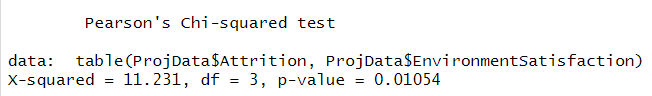 Pearson's Chi-squared test
data:  table(ProjData$Attrition, ProjData$EnvironmentSatisfaction)
X-squared = 11.231, df = 3, p-value = 0.01054